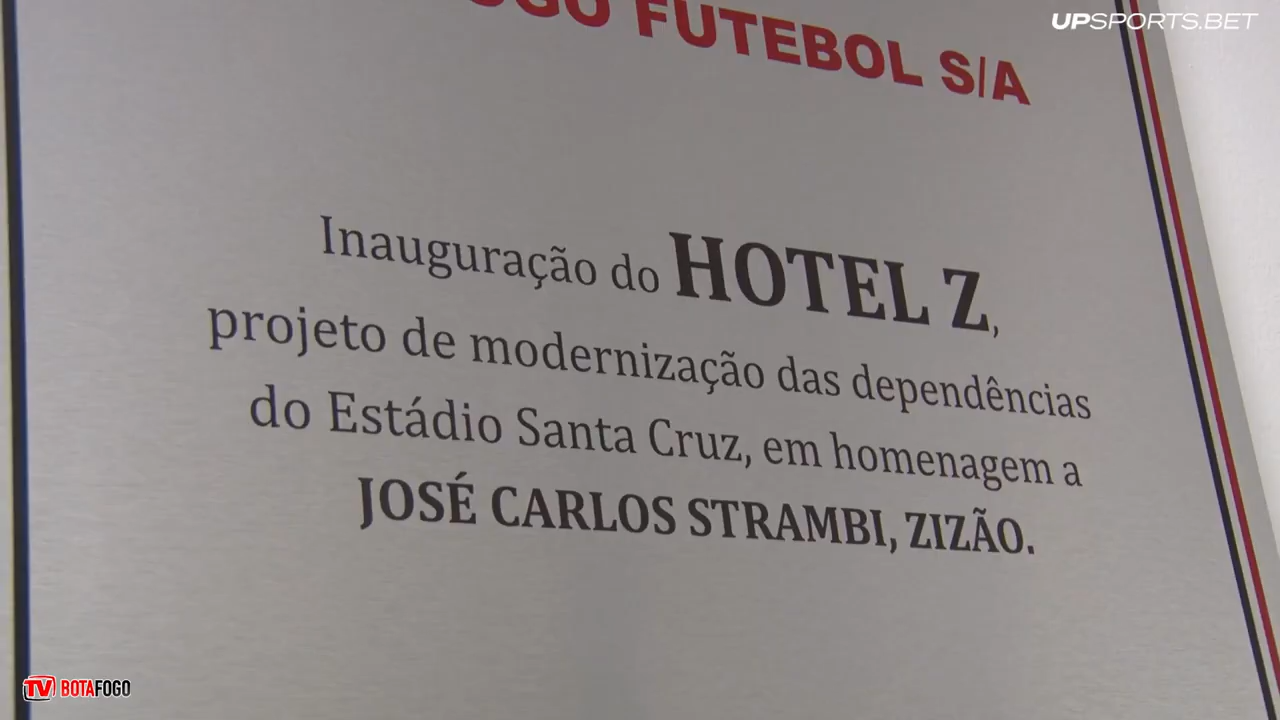 UPSPORTS.BET
FUTEBOL S/A
Inauguração do HOTEL Z,
projeto de modernização das dependências
do Estádio Santa Cruz, em homenagem a
JOSÉ CARLOS STRAMBI, ZIZÃO.
TV BOTAFOGO